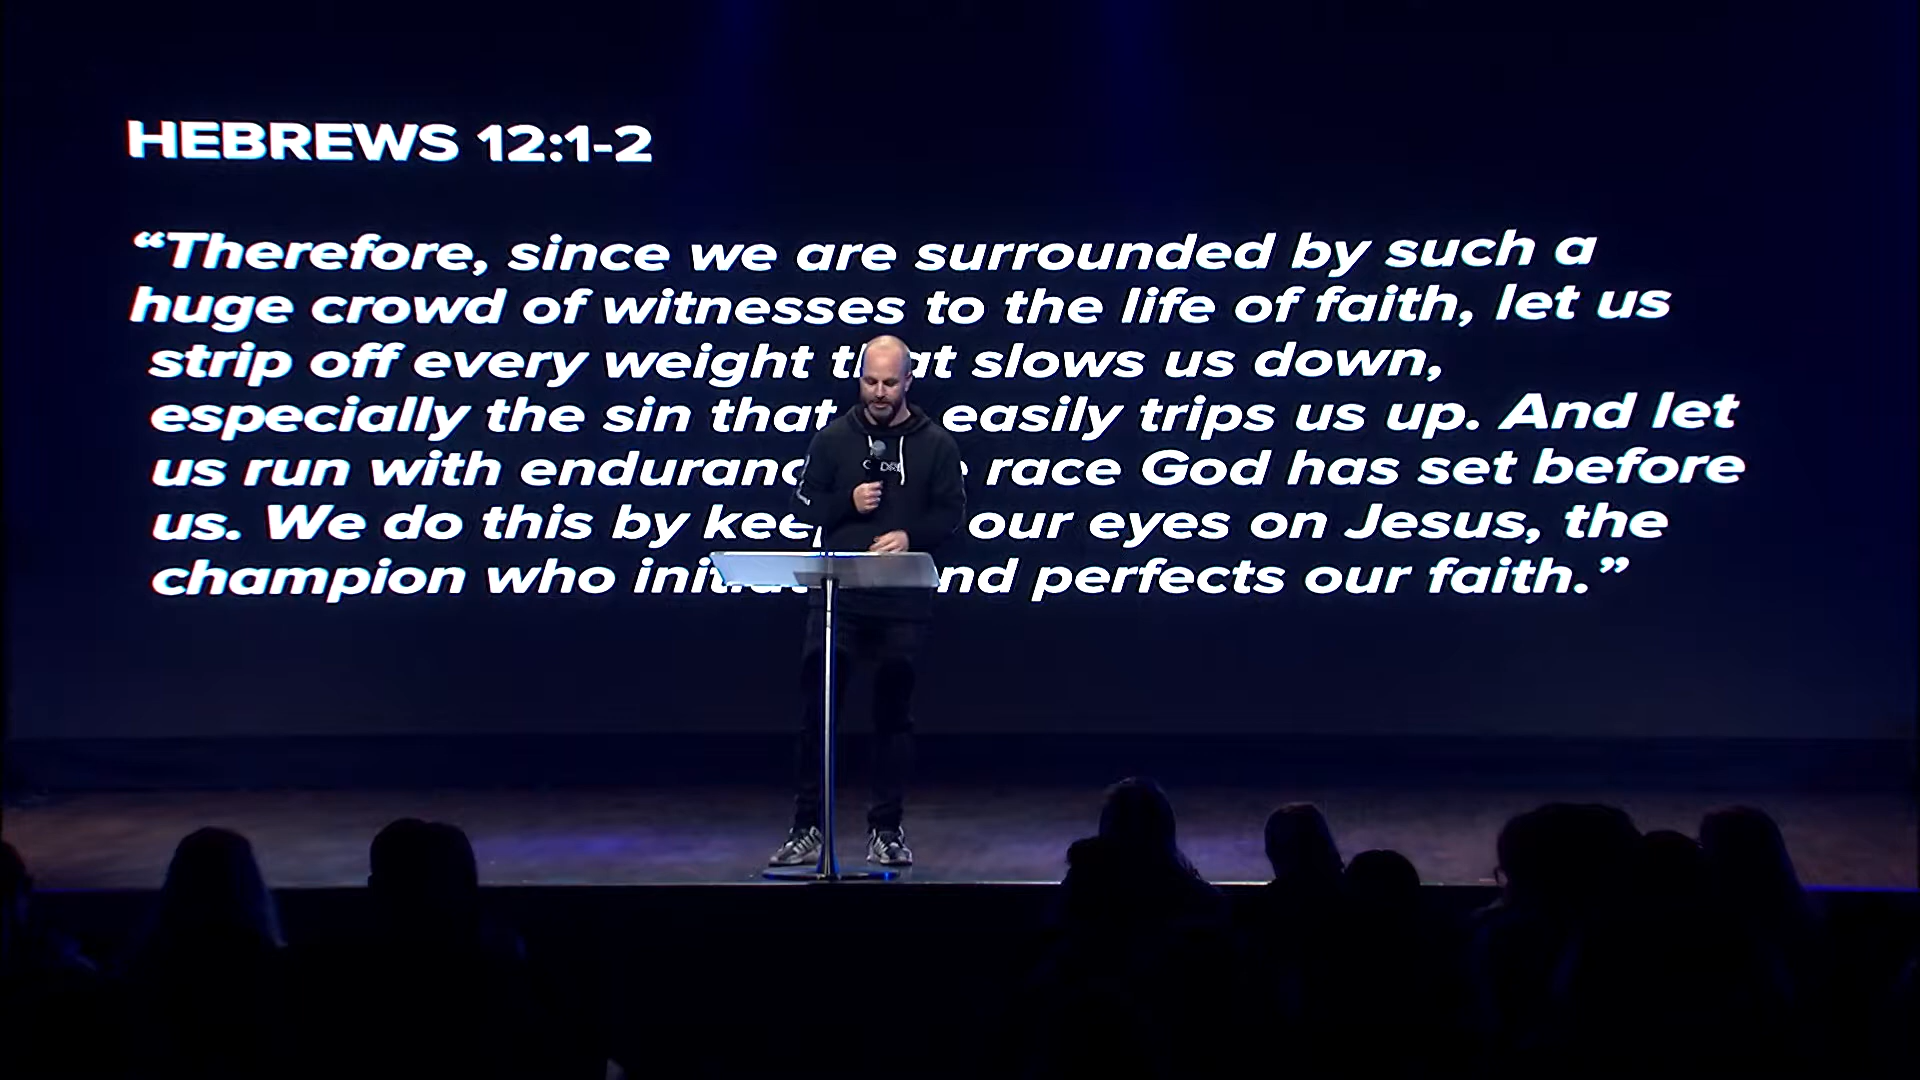 HEBREWS 12:1-2
“Therefore, since we are surrounded by such a
huge crowd of witnesses to the life of faith, let us
strip off every weight that slows us down,
especially the sin that easily trips us up. And let
us run with race God has set before
us. We do this by our eyes on Jesus, the
champion who perfects our faith.”